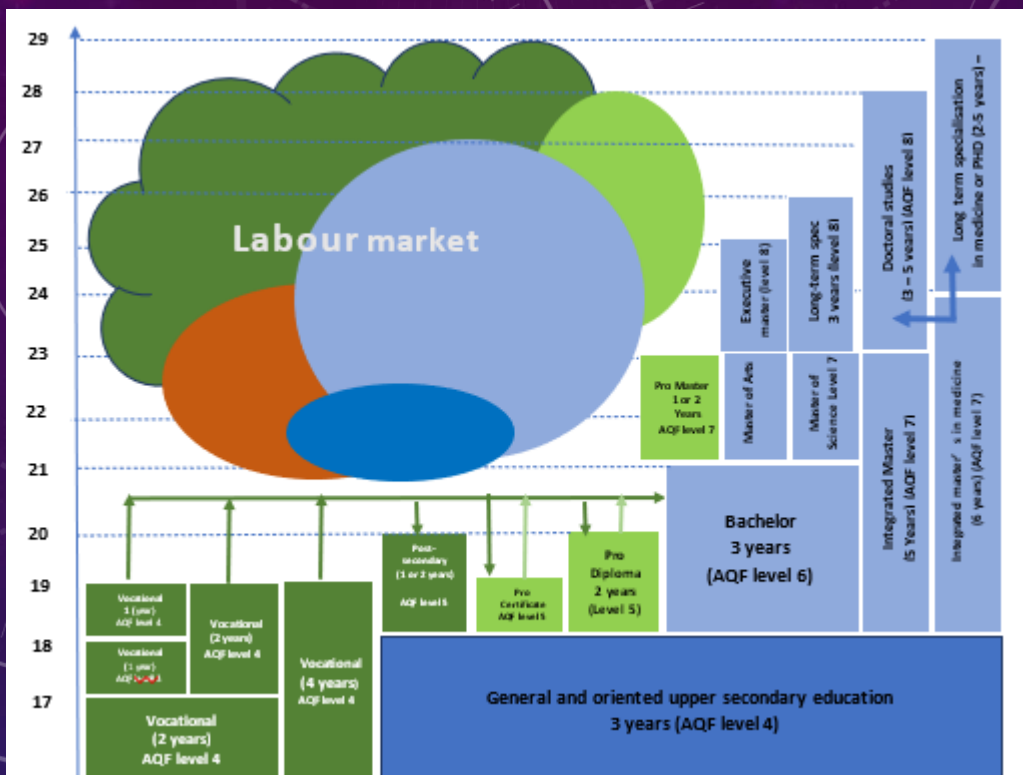 29
28
27
26
25
24
23
22
21
20
19
18
17
Labour market
Long term specialisation –
in medicine or PHD (2-5 years) –
Doctoral studies
(3 – 5 years) (AQF level 8)
Executive
master (level 8)
Long-term spec
3 years (level 8)
Pro Master
1 or 2
Years
AQF level 7
Master of Arts
Master of
Science Level 7
Integrated Master
(5 Years) (AQF level 7)
Integrated master's in medicine
(6 years) (AQF level 7)
Bachelor
3 years
(AQF level 6)
Post-
secondary
(1 or 2 years)
AQF level 5
Pro
Certificate
AQF level 5
Pro
Diploma
2 years
(Level 5)
Vocational
1 (year)
AQF level 4
Vocational
(1 year)
AQF
Vocational
(2 years)
AQF level 4
Vocational
(4 years)
AQF level 4
Vocational
(2 years)
AQF level 4
General and oriented upper secondary education
3 years (AQF level 4)